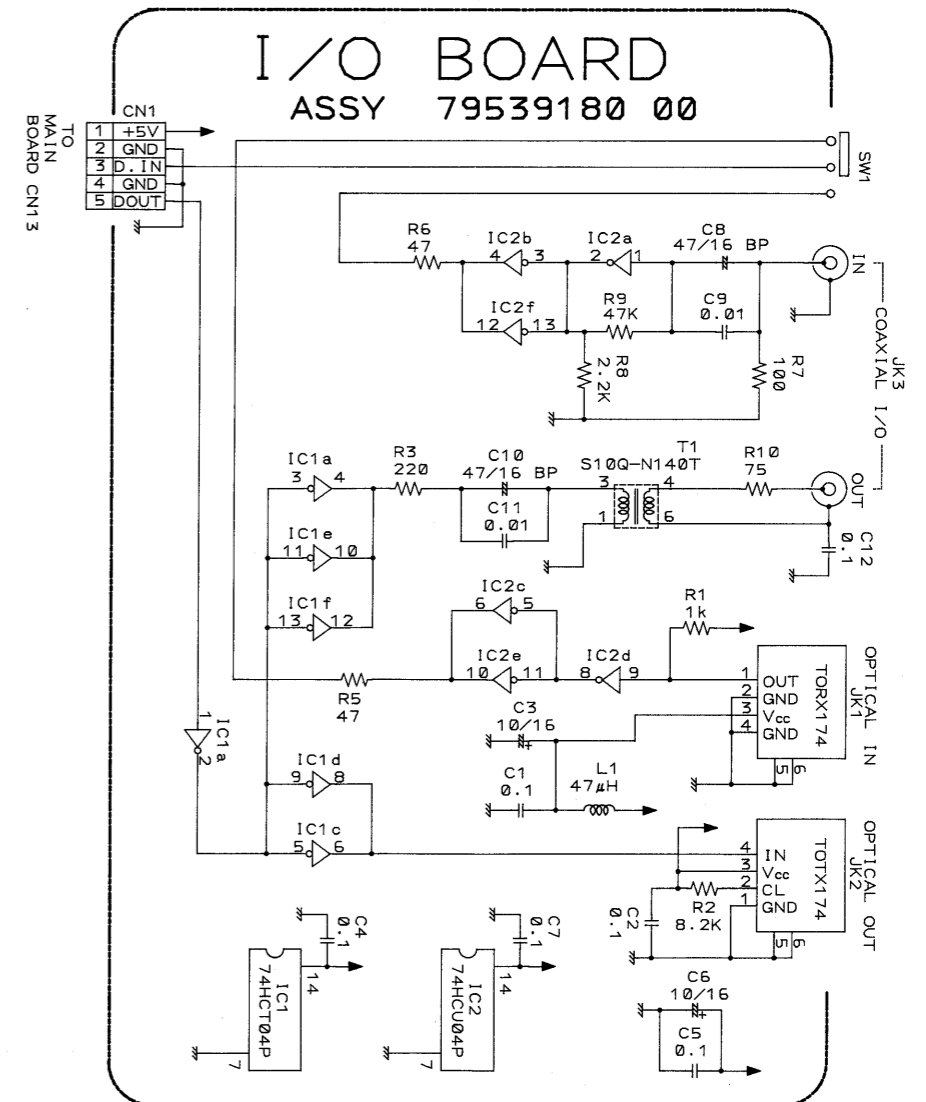 I/O BOARD
ASSY 79539180 00
CN1
TO
MAIN
BOARD CN13
1 +5V
2 GND
3 D.IN
4 GND
5 DOUT
SW1
R6
47
IC2b
4 3
IC2a
2 1
C8
47/16 BP
IN
IC2f
12 13
R9
47K
C9
0.01
R8
2.2K
R7
100
JK3
COAXIAL I/O
IC1a
3 4
R3
220
C10
47/16 BP
T1
S10Q-N140T
3 4
1 6
R10
75
OUT
C11
0.01
C12
0.1
IC1e
11 10
IC1f
13 12
IC2c
6 5
R1
1k
IC2e
10 11
IC2d
8 9
R5
47
OPTICAL IN
JK1
TORX174
1 OUT
2 GND
3 Vcc
4 GND
5 6
C3
10/16
+
C1
0.1
L1
47µH
1 IC1a 2
IC1d
9 8
IC1c
5 6
OPTICAL OUT
JK2
TOTX174
4 IN
3 Vcc
2 CL
1 GND
5 6
R2
8.2K
C2
0.1
C4
0.1
14
IC1
74HCT04P
7
C7
0.1
14
IC2
74HCU04P
7
C6
10/16
+
C5
0.1